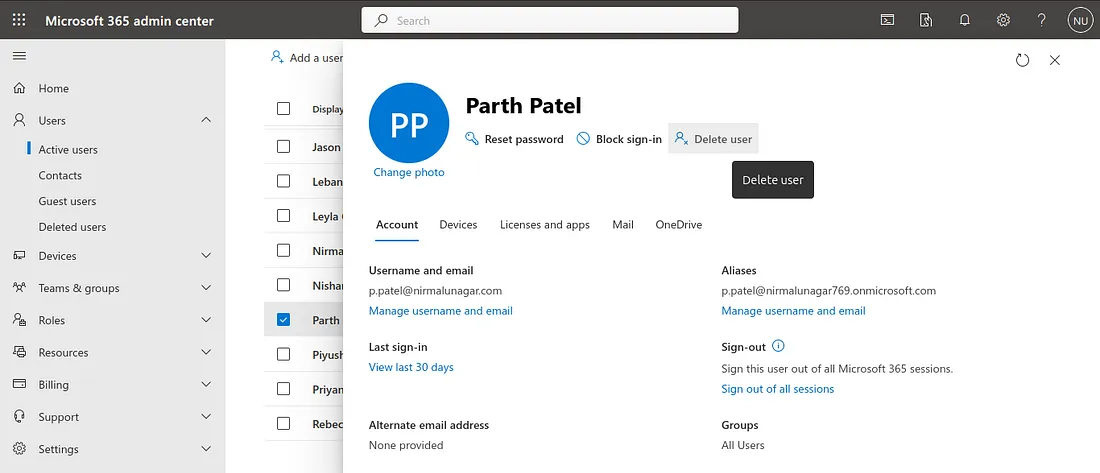 Microsoft 365 admin center
Search
NU
Home
Users
Active users
Contacts
Guest users
Deleted users
Devices
Teams & groups
Roles
Resources
Billing
Support
Settings
Add a user
Display
Jason
Leban
Leyla
Nirma
Nishan
Parth
Piyush
Priyan
Rebec
PP
Change photo
Parth Patel
Reset password
Block sign-in
Delete user
Delete user
Account
Devices
Licenses and apps
Mail
OneDrive
Username and email
p.patel@nirmalunagar.com
Manage username and email
Aliases
p.patel@nirmalunagar769.onmicrosoft.com
Manage username and email
Last sign-in
View last 30 days
Sign-out
Sign this user out of all Microsoft 365 sessions.
Sign out of all sessions
Alternate email address
None provided
Groups
All Users